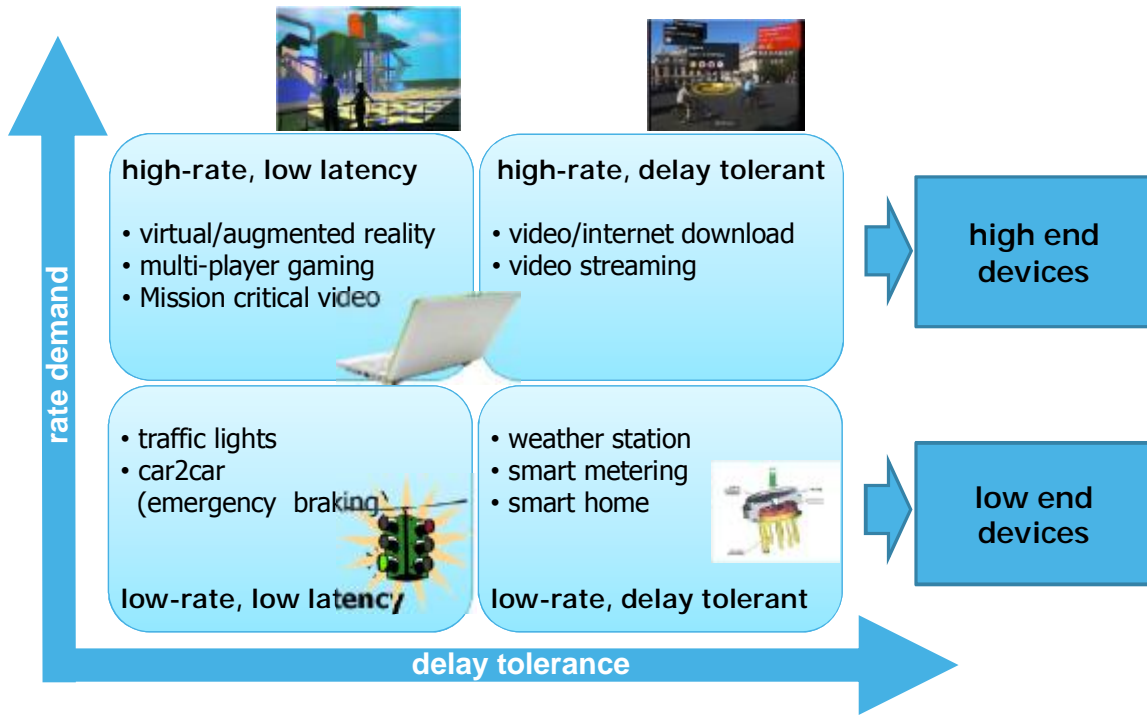 high-rate, low latency
• virtual/augmented reality
• multi-player gaming
• Mission critical video
high-rate, delay tolerant
• video/internet download
• video streaming
high end
devices
rate demand
• traffic lights
• car2car
(emergency braking)
low-rate, low latency
• weather station
• smart metering
• smart home
low-rate, delay tolerant
low end
devices
delay tolerance